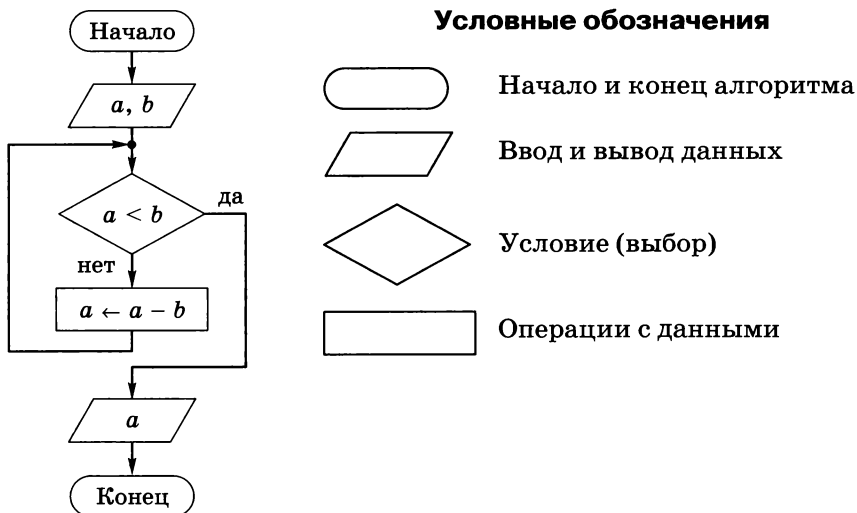 Начало
a, b
a < b
да
нет
a ← a − b
a
Конец
Условные обозначения
Начало и конец алгоритма
Ввод и вывод данных
Условие (выбор)
Операции с данными